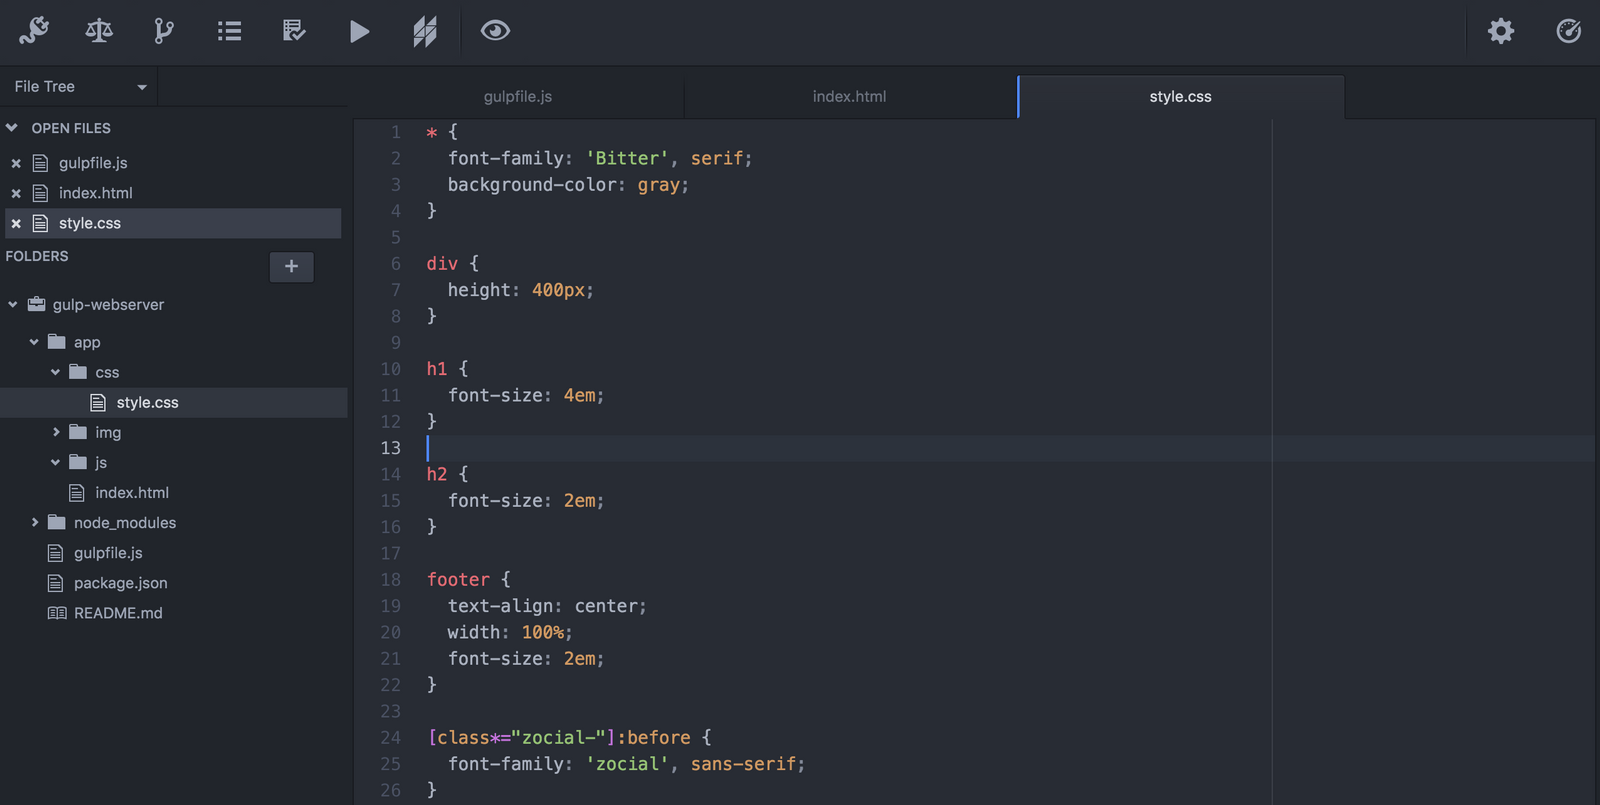 File Tree
gulpfile.js
index.html
style.css
OPEN FILES
gulpfile.js
index.html
style.css
FOLDERS
+
gulp-webserver
app
css
style.css
img
js
index.html
node_modules
gulpfile.js
package.json
README.md
1 * {
2   font-family: 'Bitter', serif;
3   background-color: gray;
4 }
5
6 div {
7   height: 400px;
8 }
9
10 h1 {
11   font-size: 4em;
12 }
13
14 h2 {
15   font-size: 2em;
16 }
17
18 footer {
19   text-align: center;
20   width: 100%;
21   font-size: 2em;
22 }
23
24 [class*="zocial-"]:before {
25   font-family: 'zocial', sans-serif;
26 }